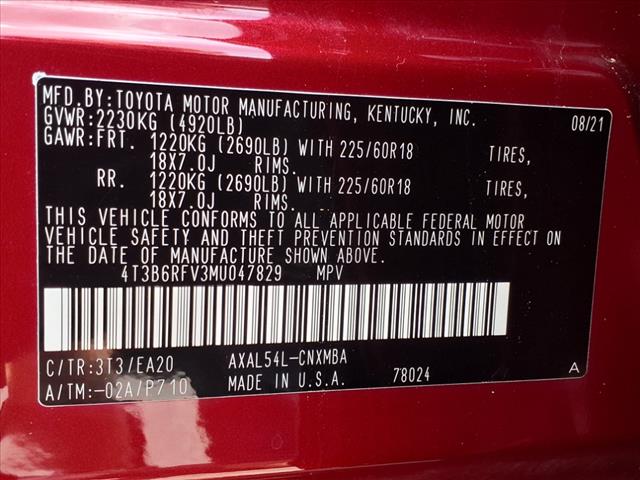 MFD.BY:TOYOTA MOTOR MANUFACTURING, KENTUCKY, INC. 08/21
GVWR:2230KG (4920LB)
GAWR:FRT. 1220KG (2690LB) WITH 225/60R18 TIRES,
18X7.0J RIMS.
RR. 1220KG (2690LB) WITH 225/60R18 TIRES,
18X7.0J RIMS.
THIS VEHICLE CONFORMS TO ALL APPLICABLE FEDERAL MOTOR
VEHICLE SAFETY AND THEFT PREVENTION STANDARDS IN EFFECT ON
THE DATE OF MANUFACTURE SHOWN ABOVE.
4T3B6RFV3MU047829 MPV
C/TR:3T3/EA20 AXAL54L-CNXMBA A
A/TM:-02A/P710 MADE IN U.S.A. 78024